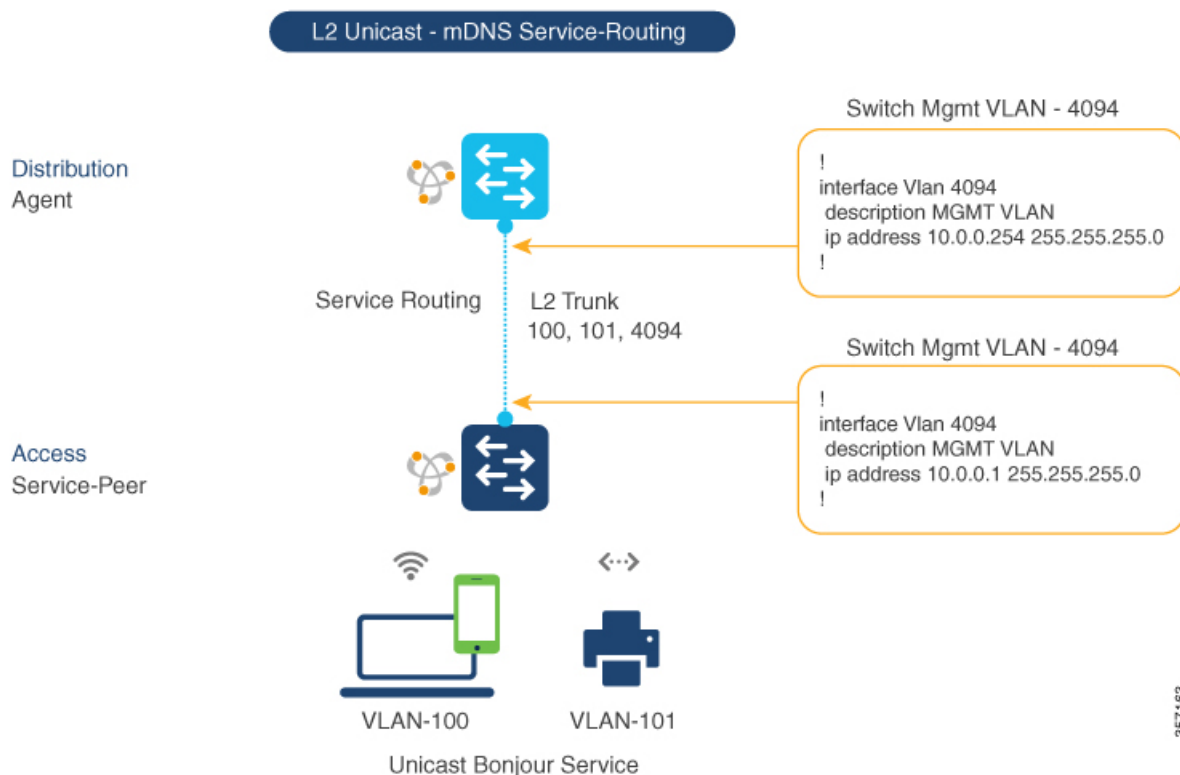 L2 Unicast - mDNS Service-Routing
Switch Mgmt VLAN - 4094
!
interface Vlan 4094
description MGMT VLAN
ip address 10.0.0.254 255.255.255.0
!
Distribution
Agent
Service Routing
L2 Trunk
100, 101, 4094
Switch Mgmt VLAN - 4094
!
interface Vlan 4094
description MGMT VLAN
ip address 10.0.0.1 255.255.255.0
!
Access
Service-Peer
VLAN-100
VLAN-101
Unicast Bonjour Service